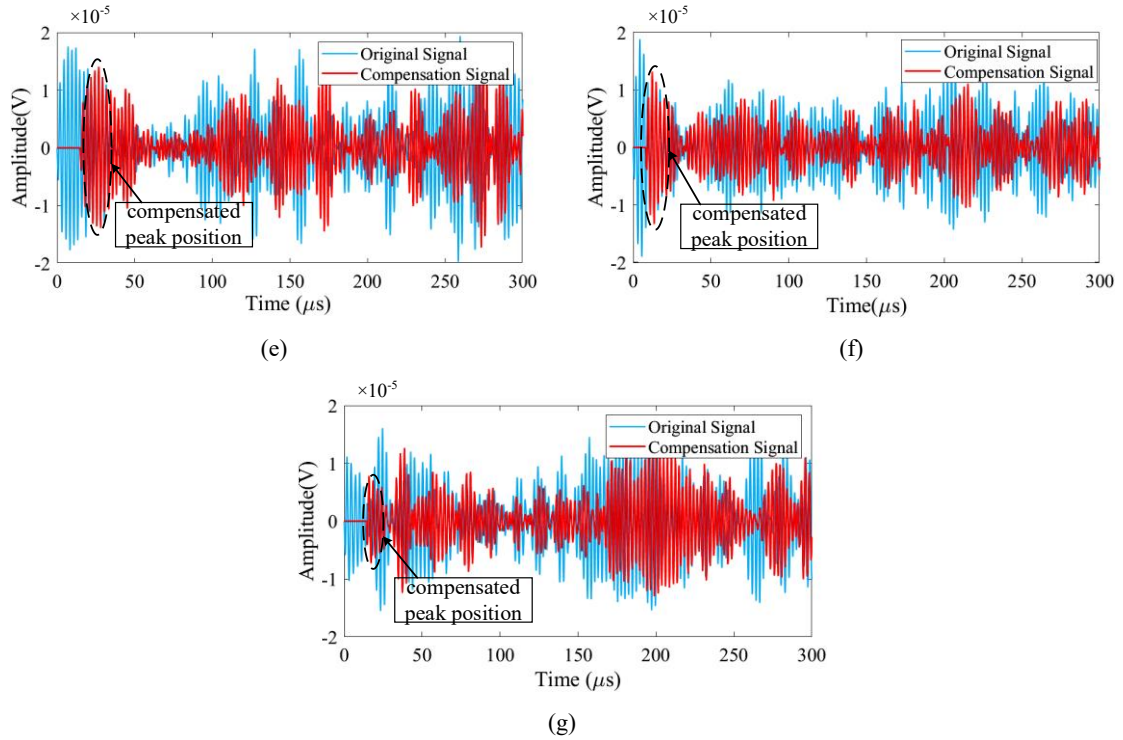 ×10-5
2
1
0
-1
-2
Amplitude(V)
Original Signal
Compensation Signal
compensated
peak position
0 50 100 150 200 250 300
Time (μs)
(e)
×10-5
2
1
0
-1
-2
Amplitude(V)
Original Signal
Compensation Signal
compensated
peak position
0 50 100 150 200 250 300
Time(μs)
(f)
×10-5
2
1
0
-1
-2
Amplitude(V)
Original Signal
Compensation Signal
compensated
peak position
0 50 100 150 200 250 300
Time (μs)
(g)